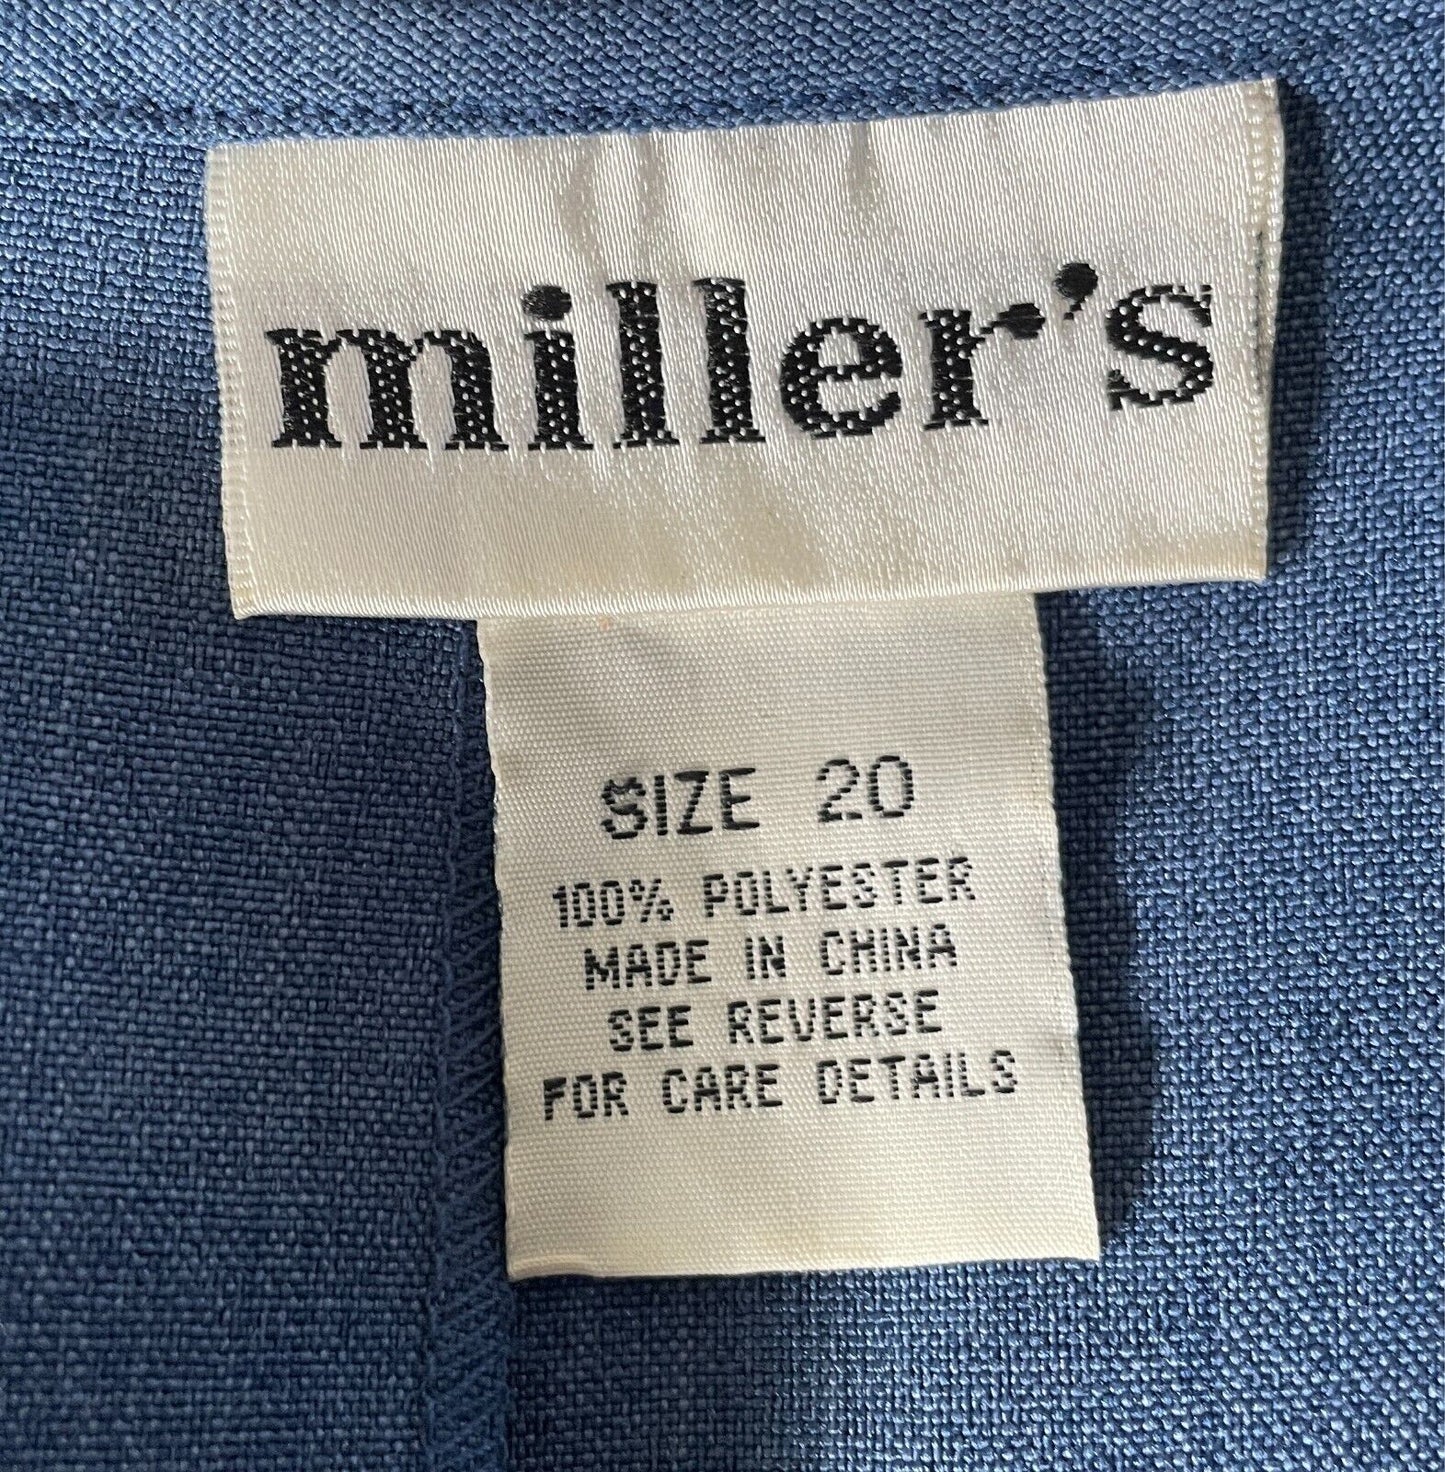 miller's
SIZE 20
100% POLYESTER
MADE IN CHINA
SEE REVERSE
FOR CARE DETAILS